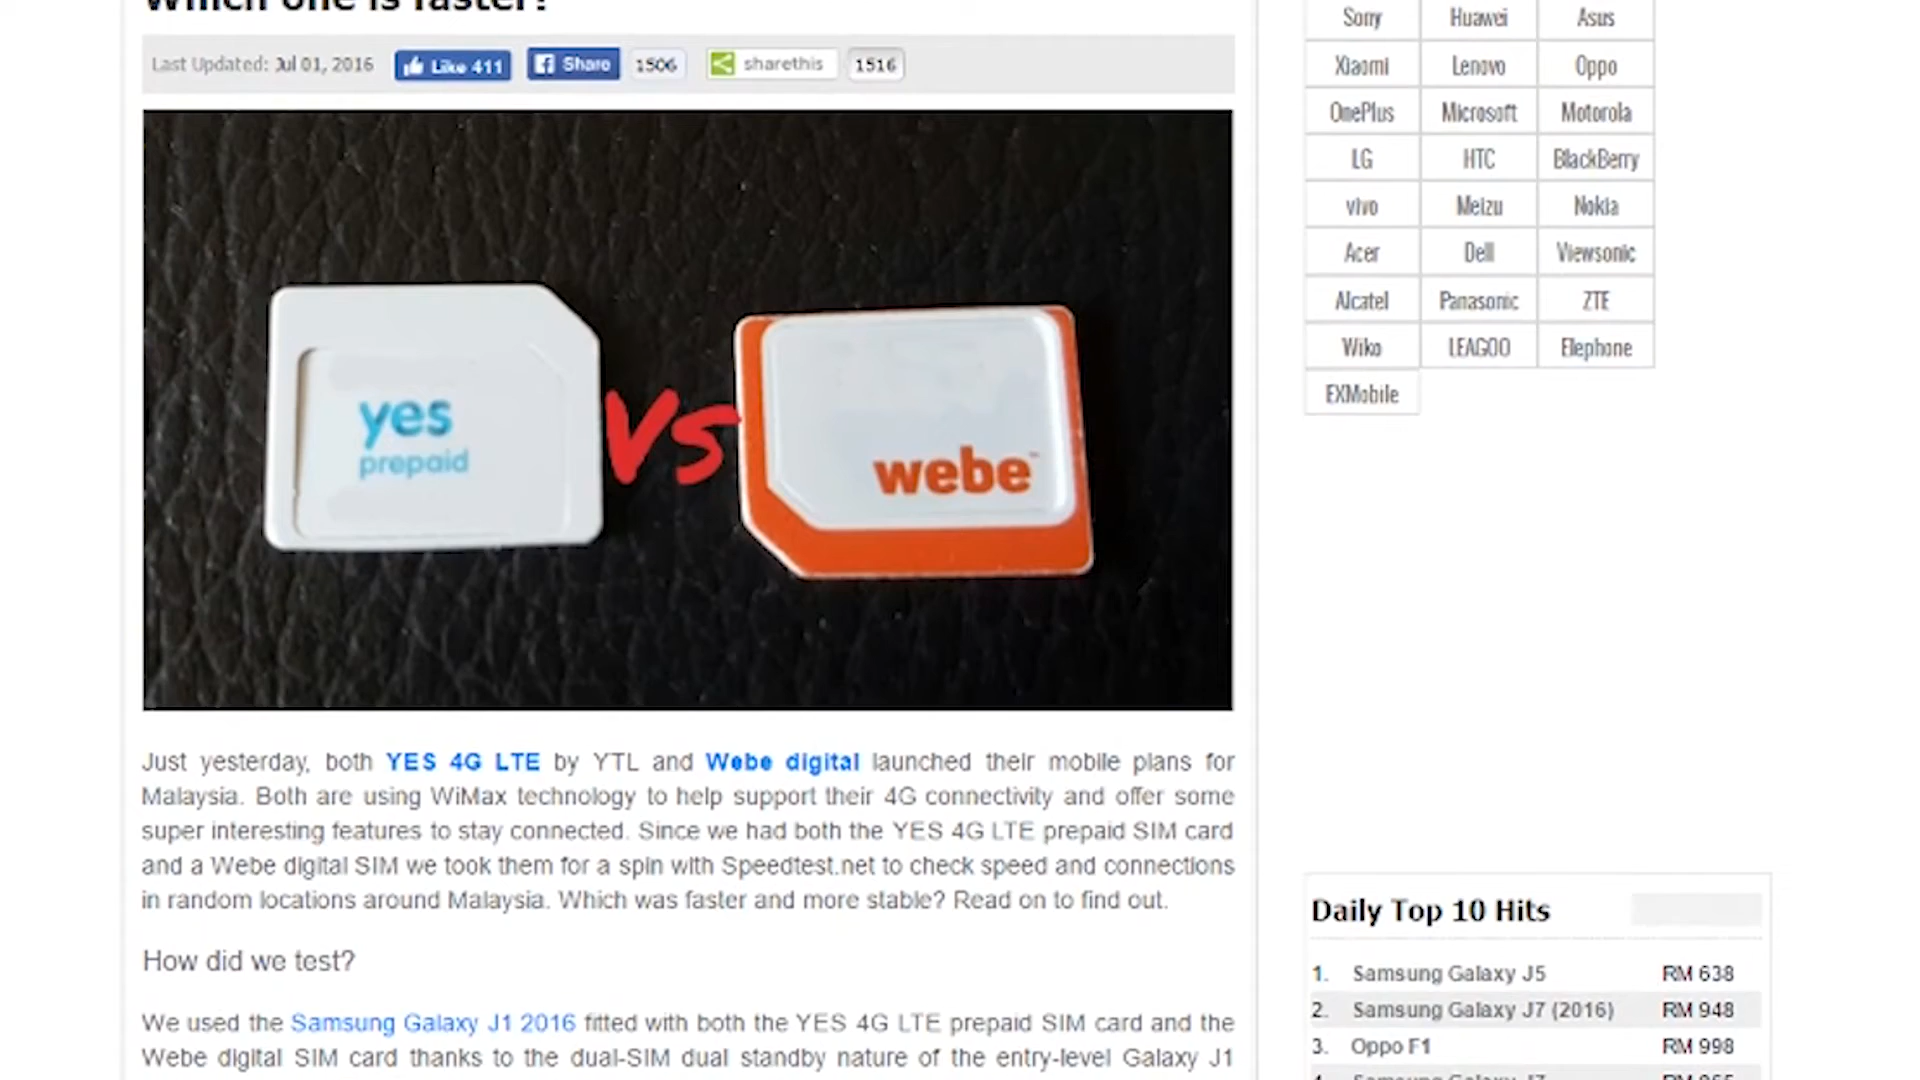 Which one is faster?
Last Updated: Jul 01, 2016 Like 411 Share 1506 sharethis 1516
yes
prepaid
vs
webe™
Just yesterday, both YES 4G LTE by YTL and Webe digital launched their mobile plans for
Malaysia. Both are using WiMax technology to help support their 4G connectivity and offer some
super interesting features to stay connected. Since we had both the YES 4G LTE prepaid SIM card
and a Webe digital SIM we took them for a spin with Speedtest.net to check speed and connections
in random locations around Malaysia. Which was faster and more stable? Read on to find out.
How did we test?
We used the Samsung Galaxy J1 2016 fitted with both the YES 4G LTE prepaid SIM card and the
Webe digital SIM card thanks to the dual-SIM dual standby nature of the entry-level Galaxy J1
Sony Huawei Asus
Xiaomi Lenovo Oppo
OnePlus Microsoft Motorola
LG HTC BlackBerry
vivo Meizu Nokia
Acer Dell Viewsonic
Alcatel Panasonic ZTE
Wiko LEAGOO Elephone
EXMobile
Daily Top 10 Hits
1. Samsung Galaxy J5 RM 638
2. Samsung Galaxy J7 (2016) RM 948
3. Oppo F1 RM 998